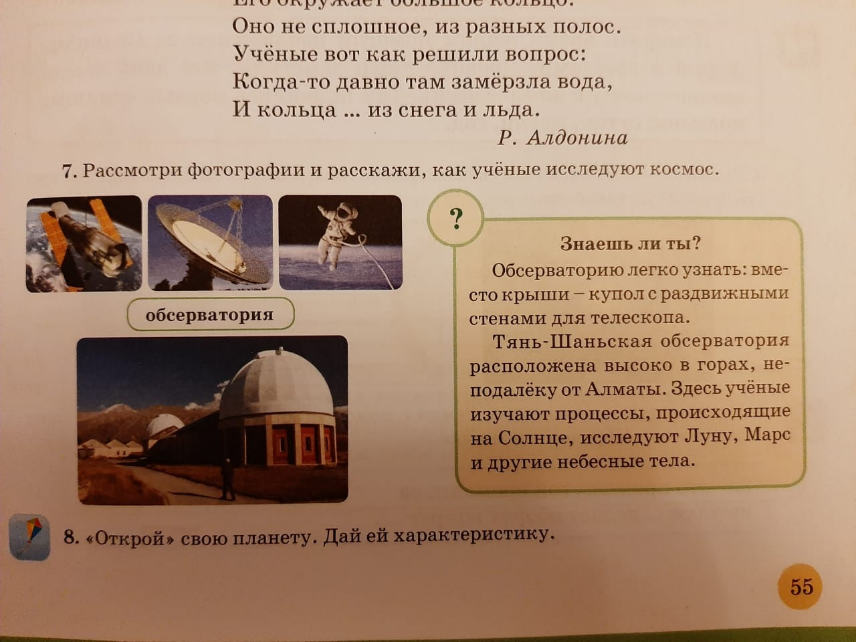 Его окружает большое кольцо.
Оно не сплошное, из разных полос.
Учёные вот как решили вопрос:
Когда-то давно там замёрзла вода,
И кольца ... из снега и льда.
Р. Алдонина
7. Рассмотри фотографии и расскажи, как учёные исследуют космос.
обсерватория
?
Знаешь ли ты?
Обсерваторию легко узнать: вме-
сто крыши – купол с раздвижными
стенами для телескопа.
Тянь-Шаньская обсерватория
расположена высоко в горах, не-
подалёку от Алматы. Здесь учёные
изучают процессы, происходящие
на Солнце, исследуют Луну, Марс
и другие небесные тела.
8. «Открой» свою планету. Дай ей характеристику.
55